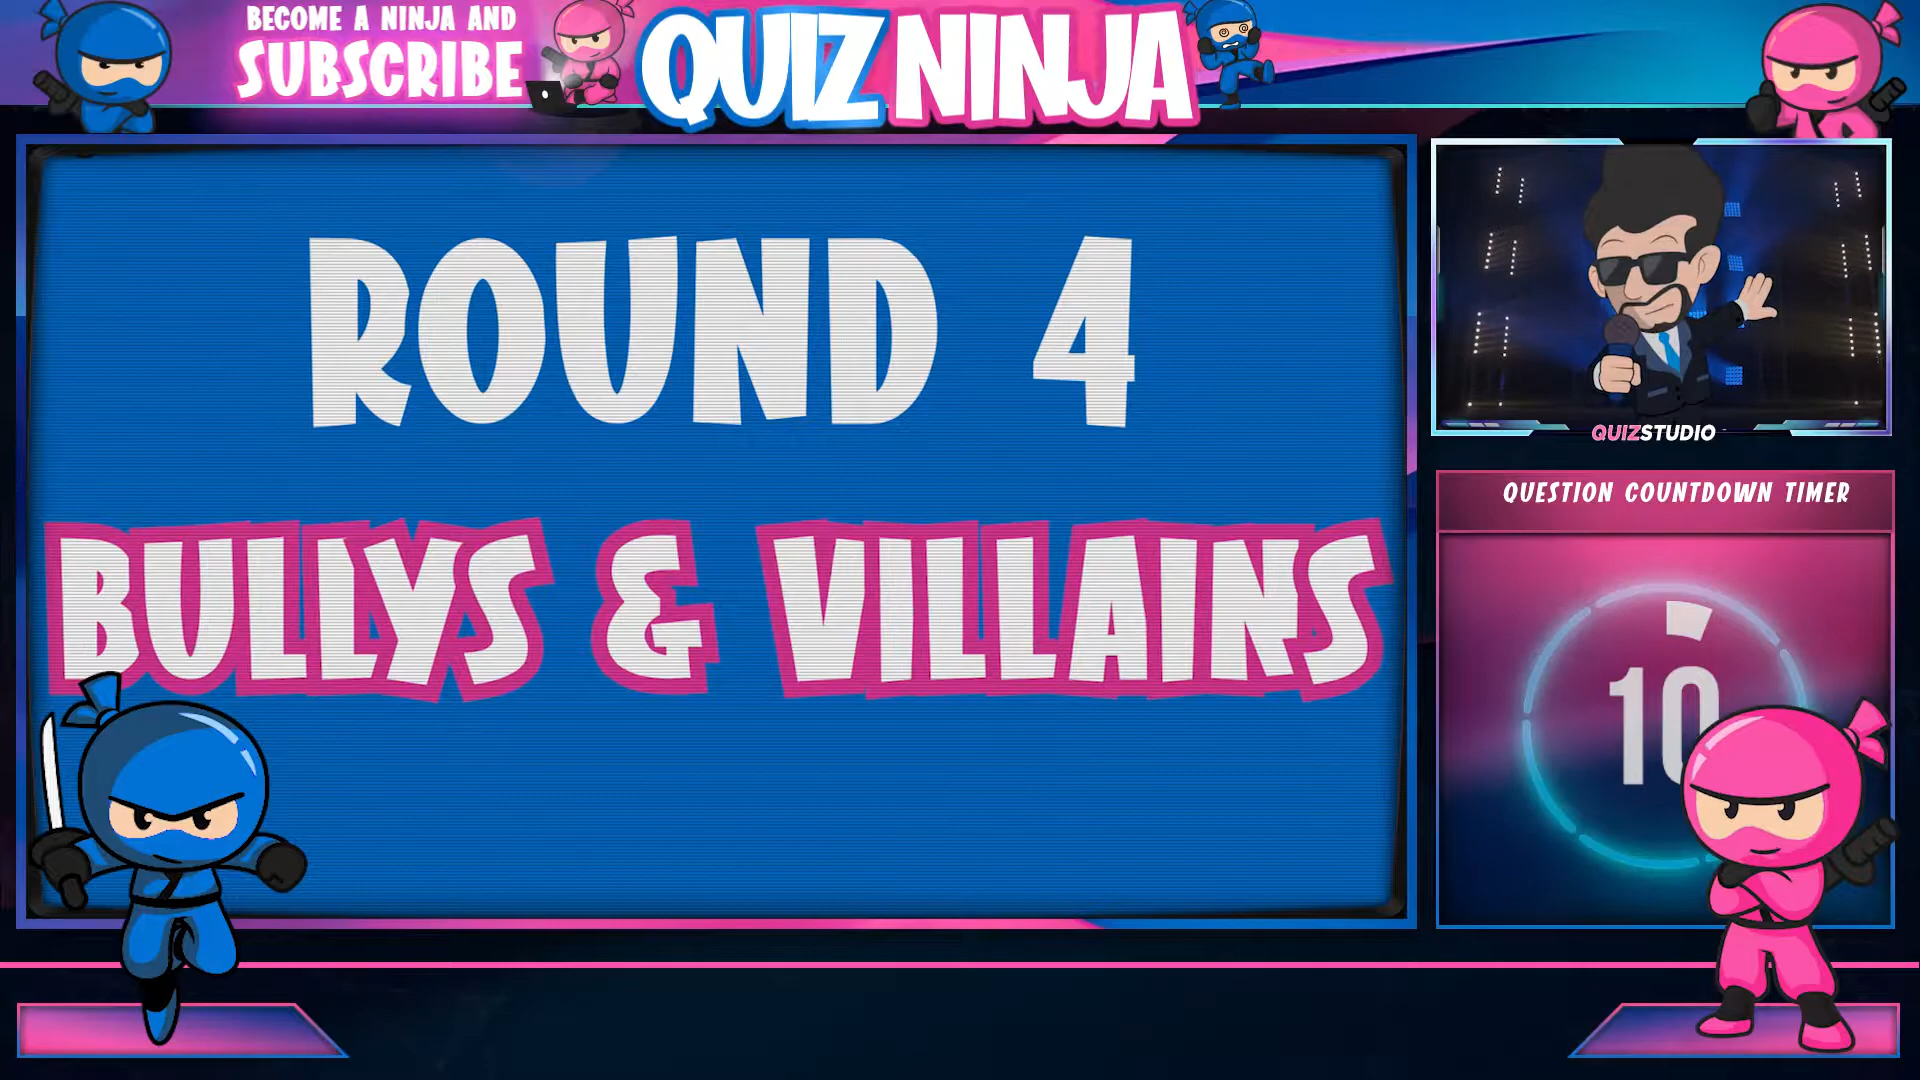 BECOME A NINJA AND
SUBSCRIBE
QUIZ NINJA
ROUND 4
BULLYS & VILLAINS
QUIZSTUDIO
QUESTION COUNTDOWN TIMER
10